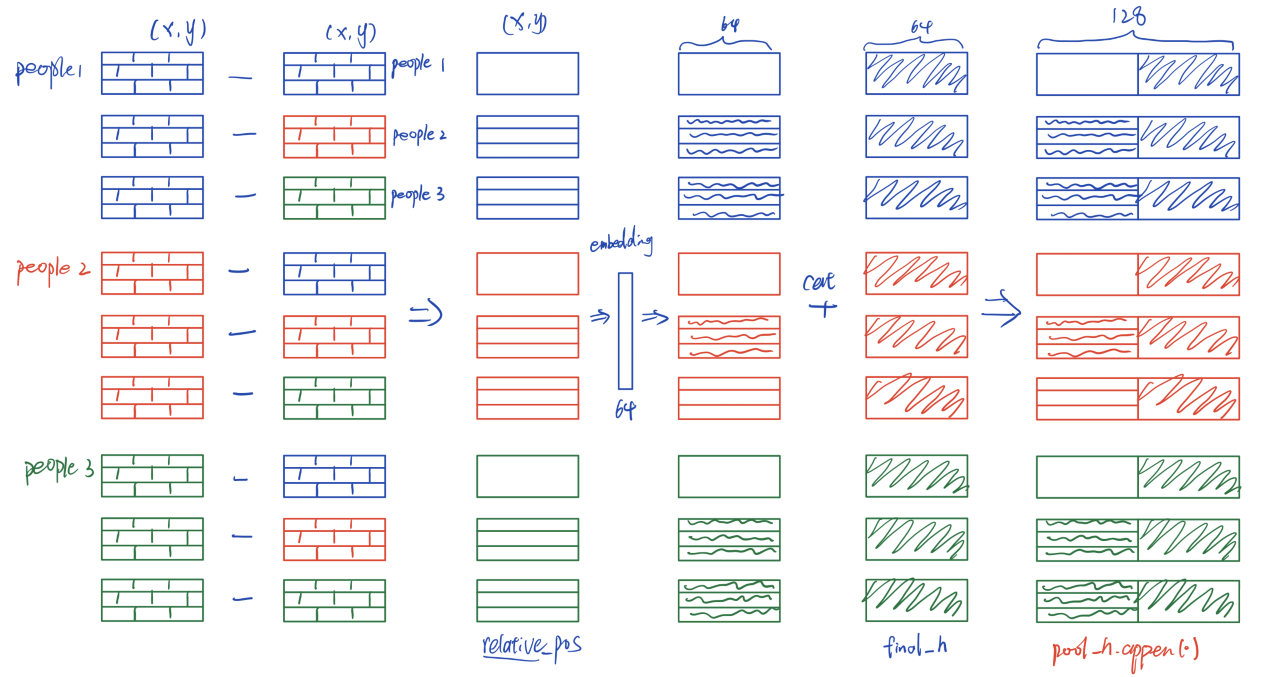 (x,y)
(x,y)
(x,y)
64
64
128
people1
people 1
people 2
people 3
people 2
embedding
64
cat
people 3
relative_pos
final_h
pool_h.appen(·)